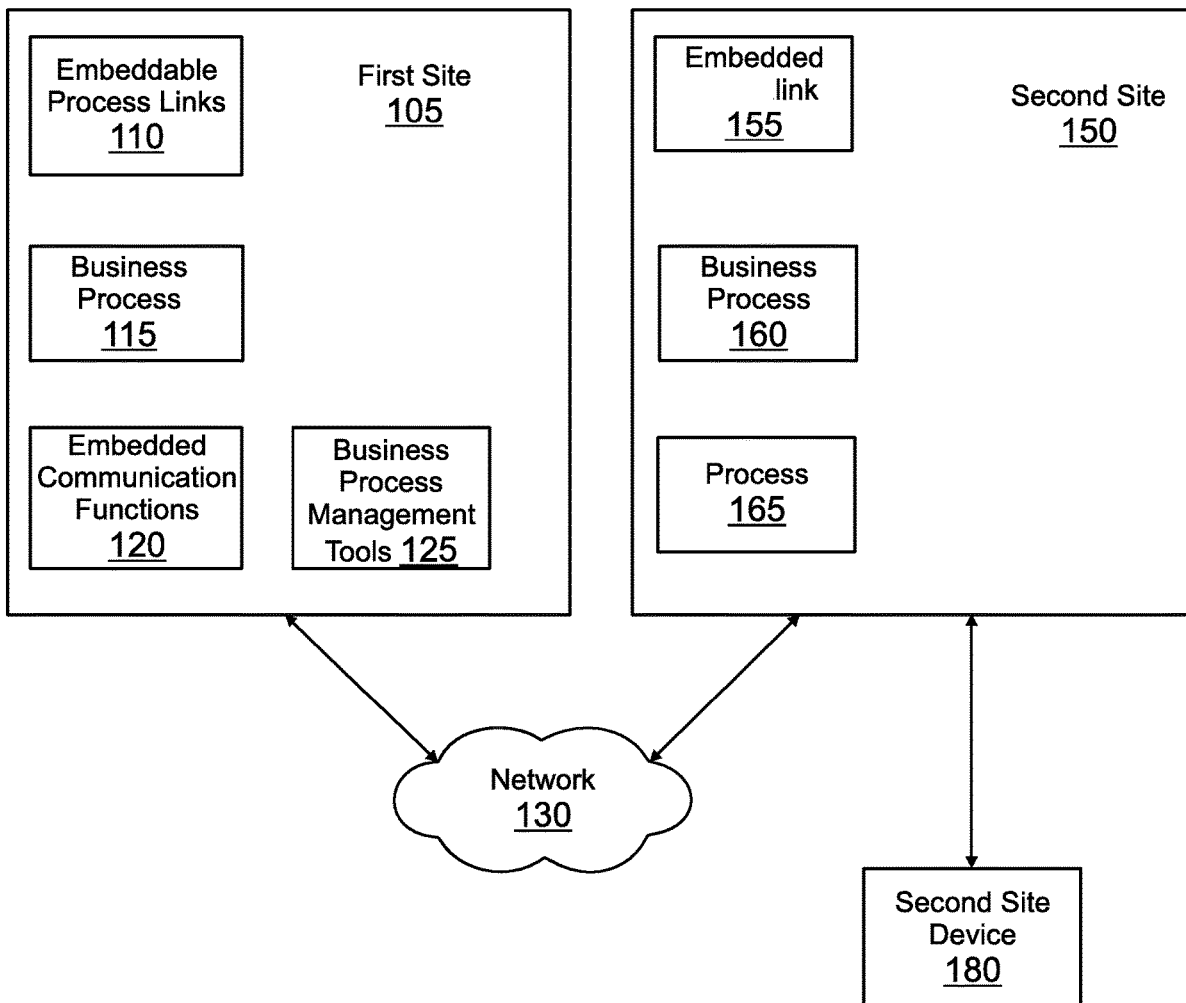 Embeddable
Process Links
110
First Site
105
Business
Process
115
Embedded
Communication
Functions
120
Business
Process
Management
Tools 125
Embedded
link
155
Second Site
150
Business
Process
160
Process
165
Network
130
Second Site
Device
180